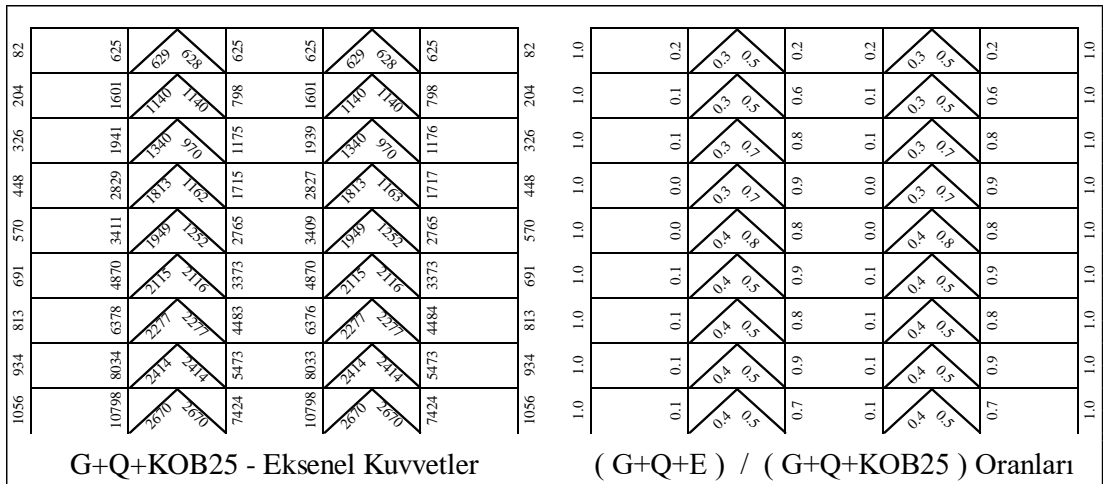 82 625 629 628 625 625 629 628 625 82 1.0 0.2 0.3 0.5 0.2 0.2 0.3 0.5 0.2 1.0
204 1601 1140 1140 798 1601 1140 1140 798 204 1.0 0.1 0.3 0.5 0.6 0.1 0.3 0.5 0.6 1.0
326 1941 1340 970 1175 1939 1340 970 1176 326 1.0 0.1 0.3 0.7 0.8 0.1 0.3 0.7 0.8 1.0
448 2829 1813 1162 1715 2827 1813 1163 1717 448 1.0 0.0 0.3 0.7 0.9 0.0 0.3 0.7 0.9 1.0
570 3411 1949 1252 2765 3409 1949 1252 2765 570 1.0 0.0 0.4 0.8 0.8 0.0 0.4 0.8 0.8 1.0
691 4870 2115 2116 3373 4870 2115 2116 3373 691 1.0 0.1 0.4 0.5 0.9 0.1 0.4 0.5 0.9 1.0
813 6378 2277 2277 4483 6376 2277 2277 4484 813 1.0 0.1 0.4 0.5 0.8 0.1 0.4 0.5 0.8 1.0
934 8034 2414 2414 5473 8033 2414 2414 5473 934 1.0 0.1 0.4 0.5 0.9 0.1 0.4 0.5 0.9 1.0
1056 10798 2670 2670 7424 10798 2670 2670 7424 1056 1.0 0.1 0.4 0.5 0.7 0.1 0.4 0.5 0.7 1.0
G+Q+KOB25 - Eksenel Kuvvetler
( G+Q+E ) / ( G+Q+KOB25 ) Oranları